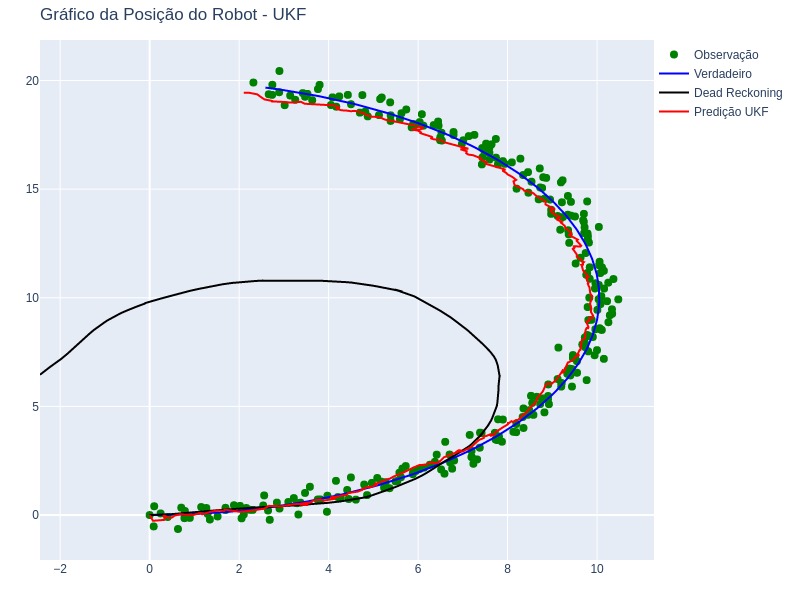 Gráfico da Posição do Robot - UKF
Observação
Verdadeiro
Dead Reckoning
Predição UKF
20
15
10
5
0
−2
0
2
4
6
8
10